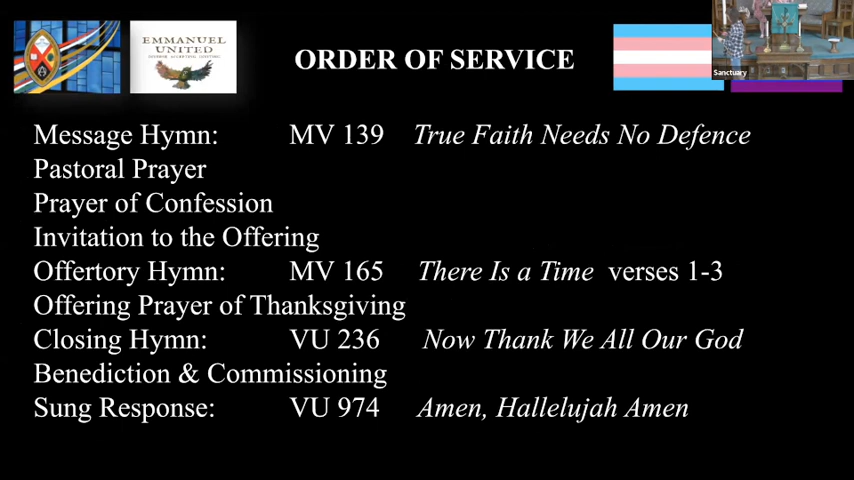 EMMANUEL
UNITED
ORDER OF SERVICE
Sanctuary
Message Hymn: MV 139 True Faith Needs No Defence
Pastoral Prayer
Prayer of Confession
Invitation to the Offering
Offertory Hymn: MV 165 There Is a Time verses 1-3
Offering Prayer of Thanksgiving
Closing Hymn: VU 236 Now Thank We All Our God
Benediction & Commissioning
Sung Response: VU 974 Amen, Hallelujah Amen